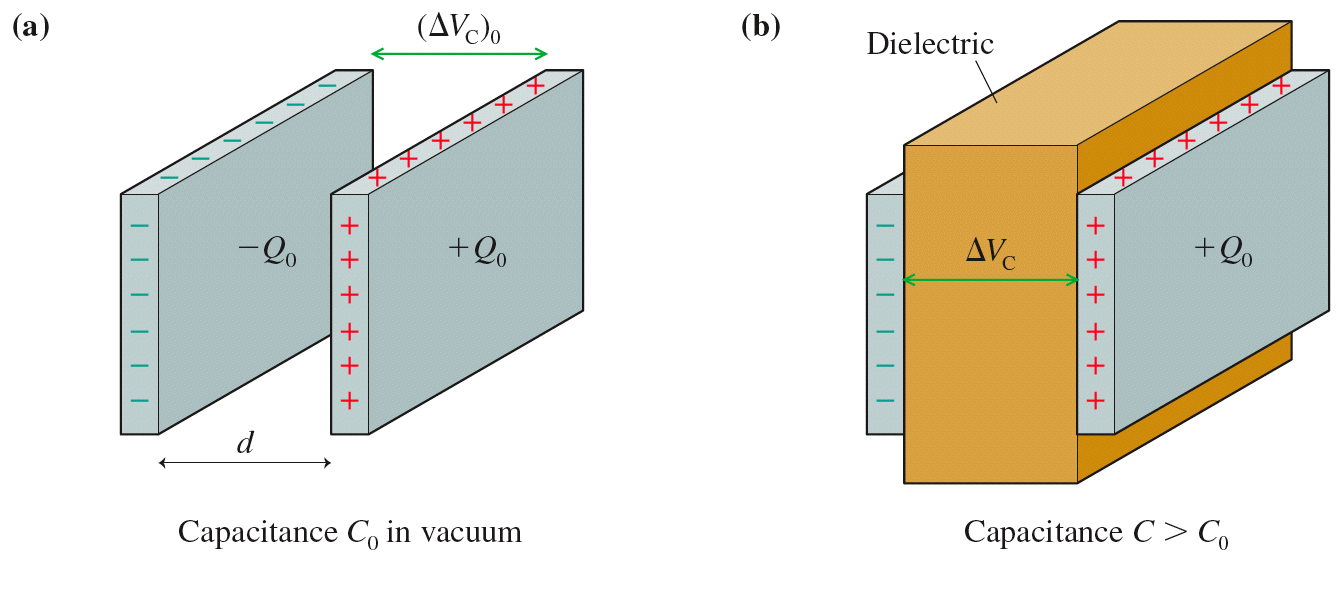 (a)
(ΔV_C)_0
−Q_0
+Q_0
d
Capacitance C_0 in vacuum
(b)
Dielectric
ΔV_C
+Q_0
Capacitance C > C_0